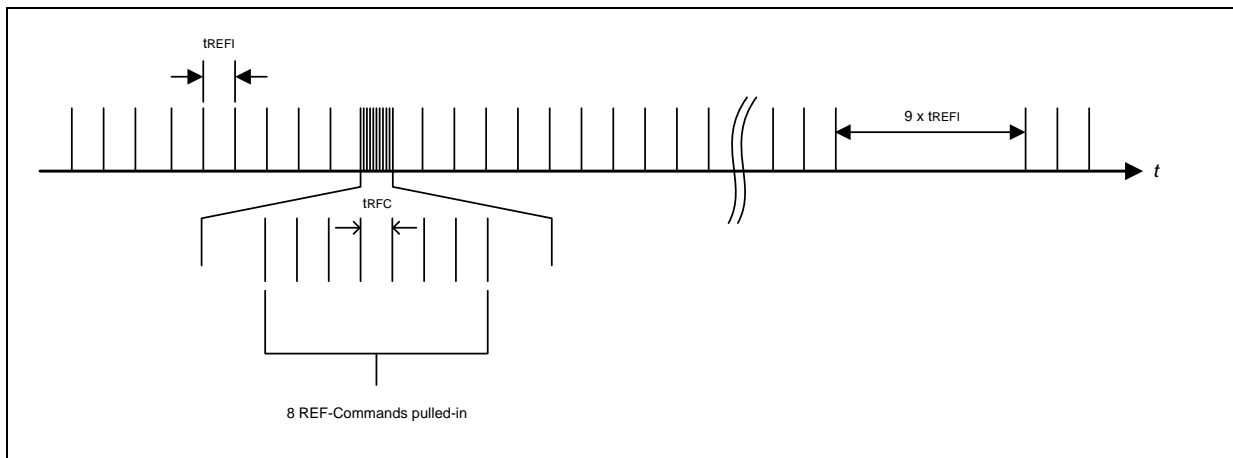 tREFI
9 x tREFI
t
tRFC
8 REF-Commands pulled-in